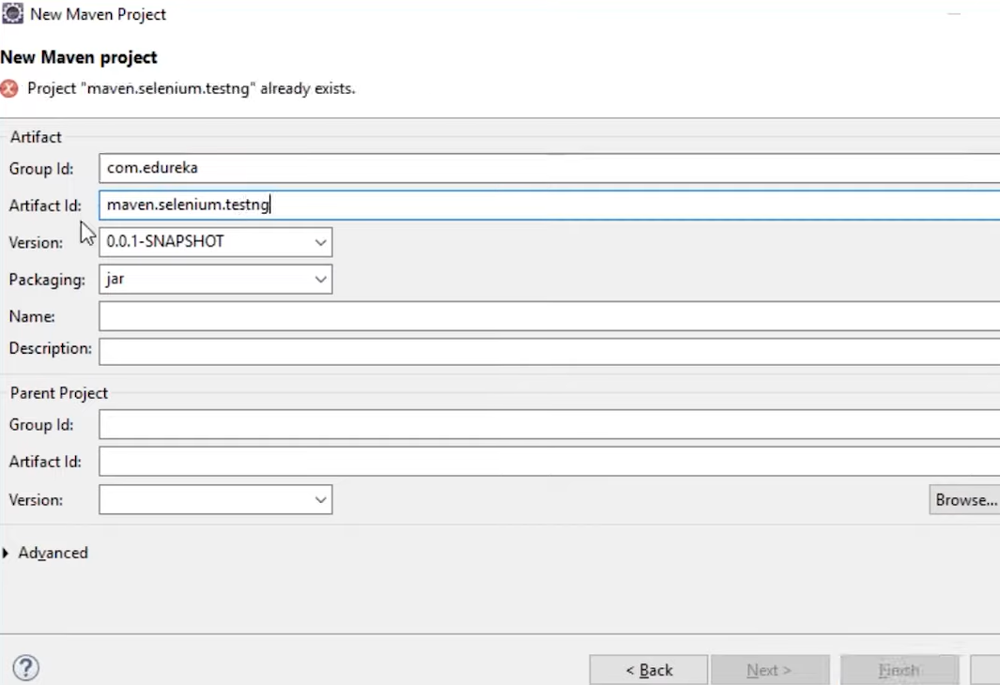 New Maven Project
New Maven project
Project "maven.selenium.testng" already exists.
Artifact
Group Id: com.edureka
Artifact Id: maven.selenium.testng
Version: 0.0.1-SNAPSHOT
Packaging: jar
Name:
Description:
Parent Project
Group Id:
Artifact Id:
Version:
Browse...
Advanced
?
< Back Next > Finish